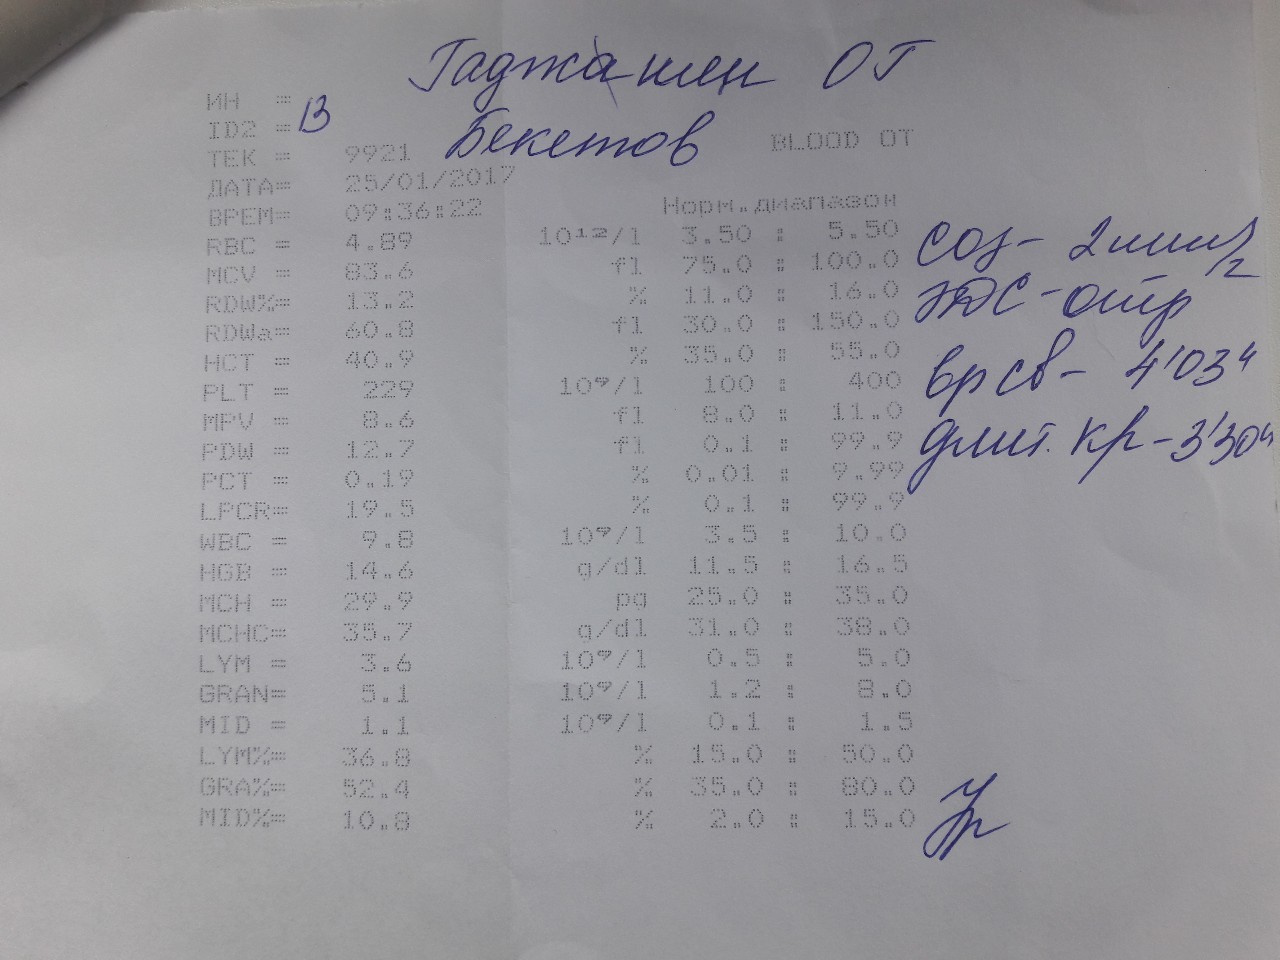 ОГ
ИН =
ID2 = 13
Бекетов
BLOOD OT
ТЕК = 9921
ДАТА= 25/01/2017
ВРЕМ= 09:36:22
Норм.диапазон
RBC = 4.89 10¹²/l 3.50 : 5.50
MCV = 83.6 fl 75.0 : 100.0
RDW%= 13.2 % 11.0 : 16.0
RDWa= 60.8 fl 30.0 : 150.0
HCT = 40.9 % 35.0 : 55.0
PLT = 229 10⁹/l 100 : 400
MPV = 8.6 fl 8.0 : 11.0
PDW = 12.7 fl 0.1 : 99.9
PCT = 0.19 % 0.01 : 9.99
LPCR= 19.5 % 0.1 : 99.9
WBC = 9.8 10⁹/l 3.5 : 10.0
HGB = 14.6 g/dl 11.5 : 16.5
MCH = 29.9 pg 25.0 : 35.0
MCHC= 35.7 g/dl 31.0 : 38.0
LYM = 3.6 10⁹/l 0.5 : 5.0
GRAN= 5.1 10⁹/l 1.2 : 8.0
MID = 1.1 10⁹/l 0.1 : 1.5
LYM%= 36.8 % 15.0 : 50.0
GRA%= 52.4 % 35.0 : 80.0
MID%= 10.8 % 2.0 : 15.0
СОЭ- 2 мм/
ЭДС-отр
вр св- 4'03"
длит. кр-3'30"